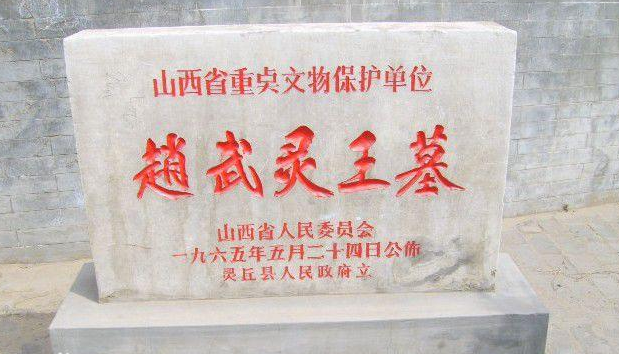 山西省重点文物保护单位
趙武灵王墓
山西省人民委员会
一九六五年五月二十四日公佈
灵丘县人民政府立